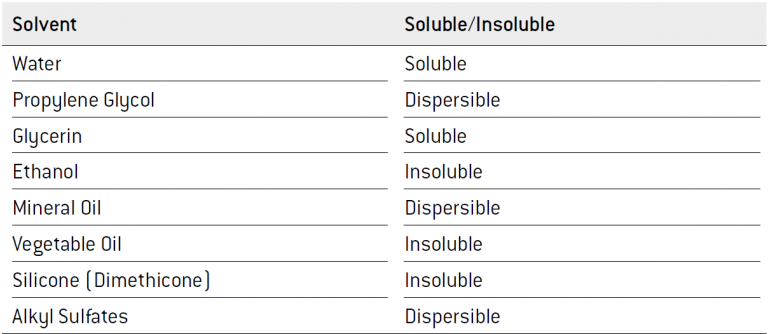 Solvent Soluble/Insoluble
Water Soluble
Propylene Glycol Dispersible
Glycerin Soluble
Ethanol Insoluble
Mineral Oil Dispersible
Vegetable Oil Insoluble
Silicone (Dimethicone) Insoluble
Alkyl Sulfates Dispersible